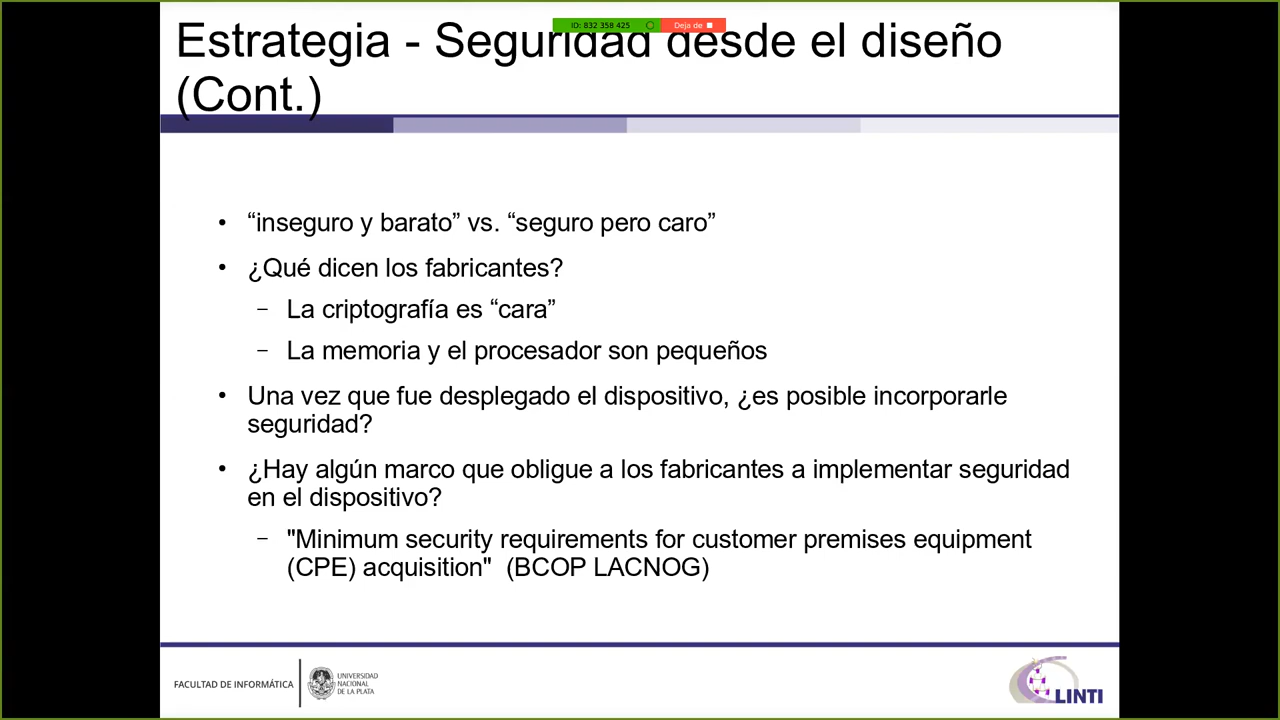 ID: 832 358 425
Deja de
Estrategia - Seguridad desde el diseño
(Cont.)
• “inseguro y barato” vs. “seguro pero caro”
• ¿Qué dicen los fabricantes?
– La criptografía es “cara”
– La memoria y el procesador son pequeños
• Una vez que fue desplegado el dispositivo, ¿es posible incorporarle
seguridad?
• ¿Hay algún marco que obligue a los fabricantes a implementar seguridad
en el dispositivo?
– "Minimum security requirements for customer premises equipment
(CPE) acquisition" (BCOP LACNOG)
FACULTAD DE INFORMÁTICA
UNIVERSIDAD
NACIONAL
DE LA PLATA
LINTI